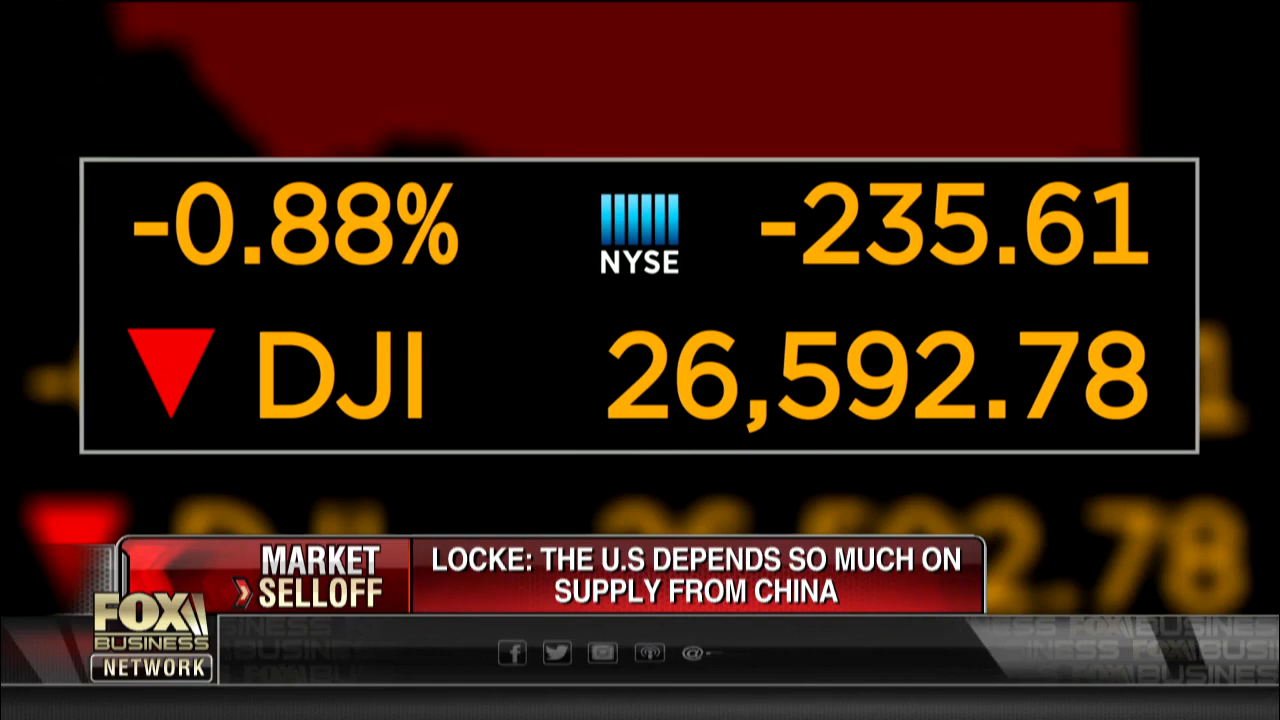 -0.88%
NYSE
-235.61
DJI
26,592.78
MARKET
SELLOFF
LOCKE: THE U.S DEPENDS SO MUCH ON
SUPPLY FROM CHINA
FOX
BUSINESS
NETWORK